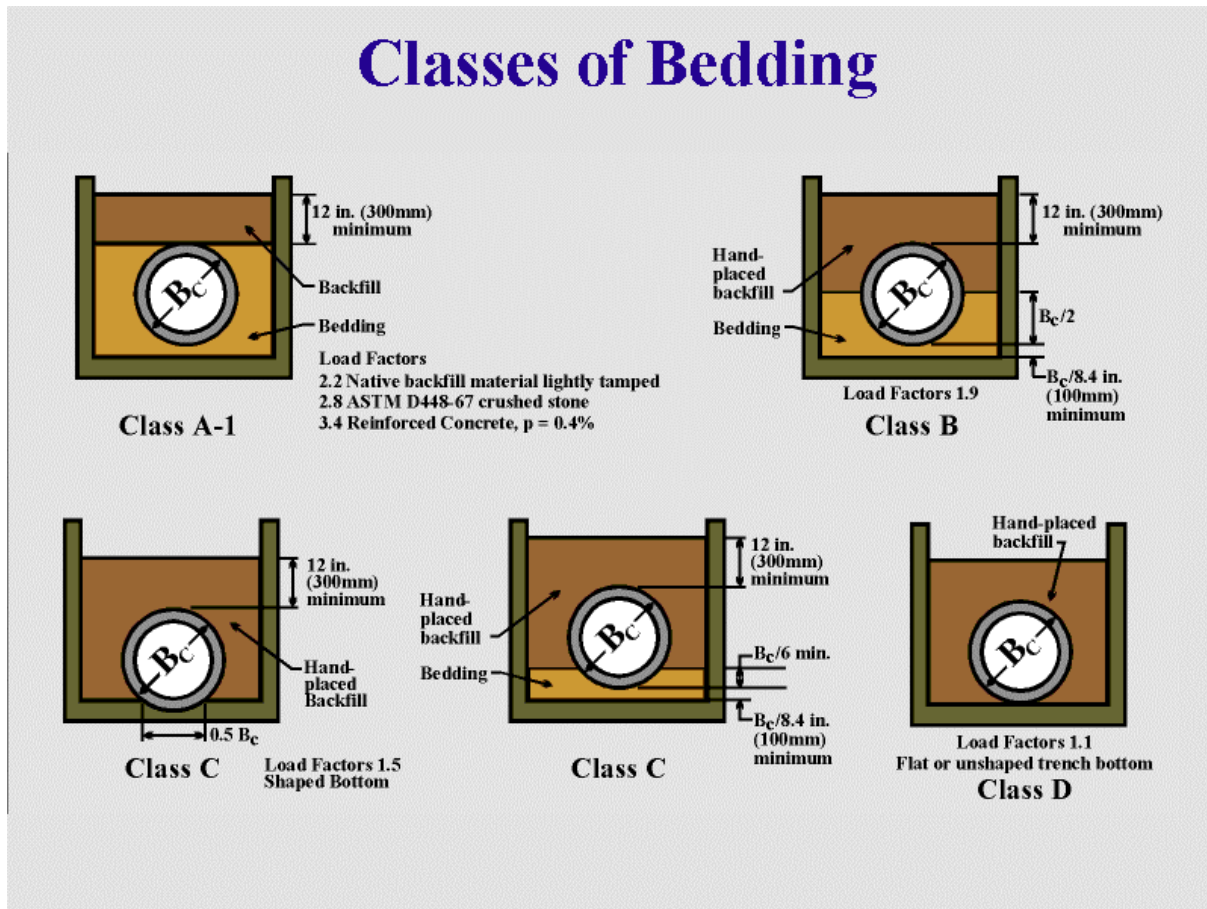 Classes of Bedding
12 in. (300mm)
minimum
Backfill
Bedding
Bc
Load Factors
2.2 Native backfill material lightly tamped
2.8 ASTM D448-67 crushed stone
3.4 Reinforced Concrete, p = 0.4%
Class A-1
12 in. (300mm)
minimum
Hand-
placed
backfill
Bedding
Bc
Bc/2
Bc/8.4 in.
(100mm)
minimum
Load Factors 1.9
Class B
12 in.
(300mm)
minimum
Bc
Hand-
placed
Backfill
0.5 Bc
Load Factors 1.5
Shaped Bottom
Class C
12 in.
(300mm)
minimum
Hand-
placed
backfill
Bedding
Bc
Bc/6 min.
Bc/8.4 in.
(100mm)
minimum
Class C
Hand-placed
backfill
Bc
Load Factors 1.1
Flat or unshaped trench bottom
Class D